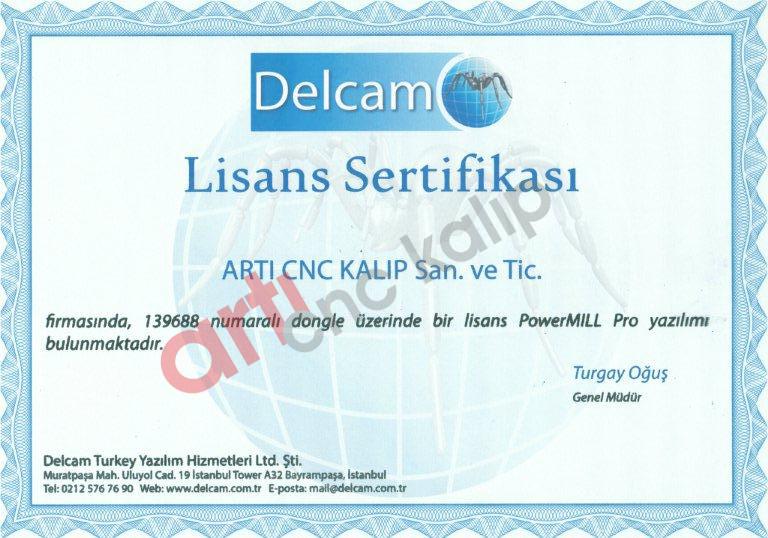 Delcam
Lisans Sertifikası
ARTI CNC KALIP San. ve Tic.
artı
cnc kalıp
firmasında, 139688 numaralı dongle üzerinde bir lisans PowerMILL Pro yazılımı
bulunmaktadır.
Turgay Oğuş
Genel Müdür
Delcam Turkey Yazılım Hizmetleri Ltd. Şti.
Muratpaşa Mah. Uluyol Cad. 19 İstanbul Tower A32 Bayrampaşa, İstanbul
Tel: 0212 576 76 90 Web: www.delcam.com.tr E-posta: mail@delcam.com.tr